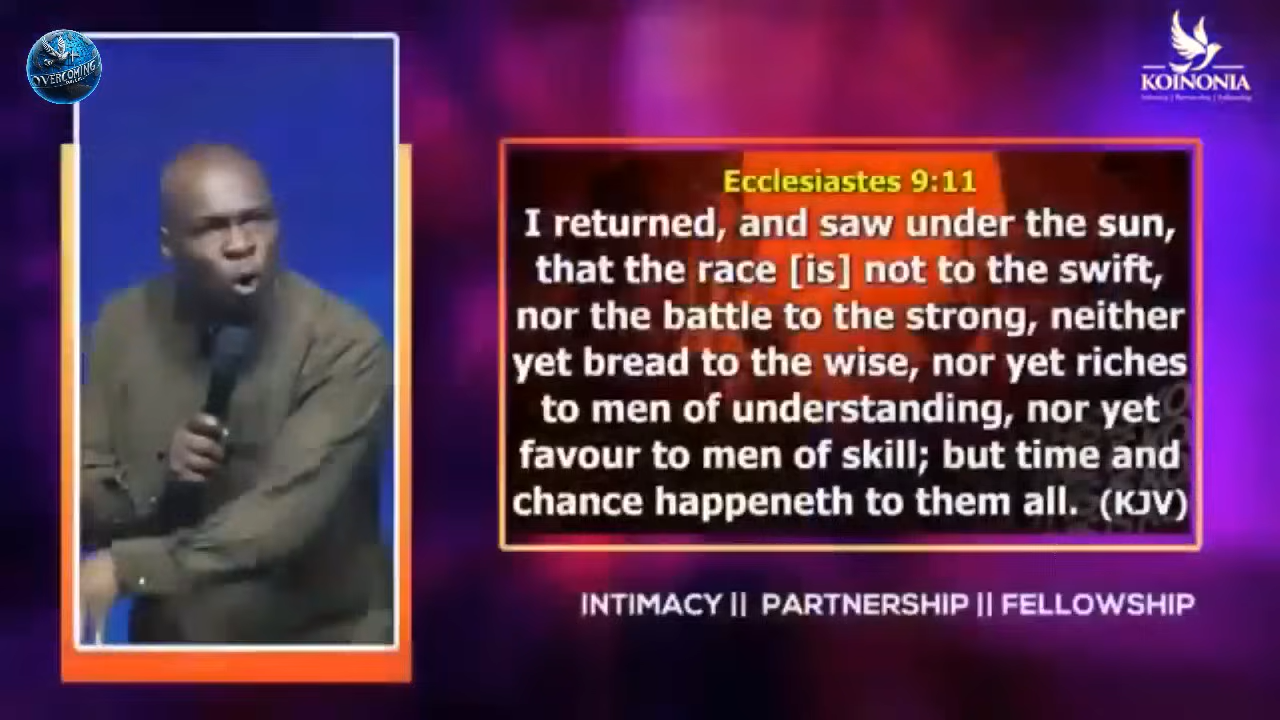 OVERCOMING
KOINONIA
Ecclesiastes 9:11
I returned, and saw under the sun,
that the race [is] not to the swift,
nor the battle to the strong, neither
yet bread to the wise, nor yet riches
to men of understanding, nor yet
favour to men of skill; but time and
chance happeneth to them all. (KJV)
INTIMACY || PARTNERSHIP || FELLOWSHIP